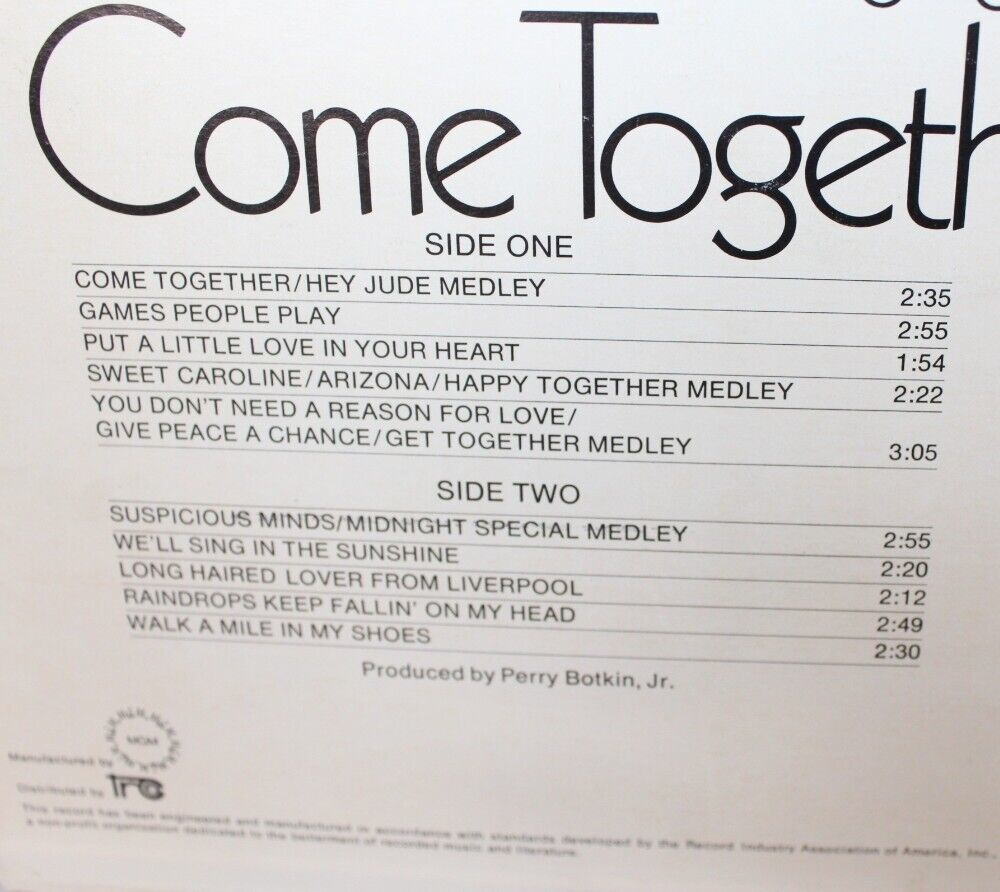 Come Togeth
SIDE ONE
COME TOGETHER/HEY JUDE MEDLEY 2:35
GAMES PEOPLE PLAY 2:55
PUT A LITTLE LOVE IN YOUR HEART 1:54
SWEET CAROLINE/ARIZONA/HAPPY TOGETHER MEDLEY 2:22
YOU DON'T NEED A REASON FOR LOVE/
GIVE PEACE A CHANCE/GET TOGETHER MEDLEY 3:05
SIDE TWO
SUSPICIOUS MINDS/MIDNIGHT SPECIAL MEDLEY 2:55
WE'LL SING IN THE SUNSHINE 2:20
LONG HAIRED LOVER FROM LIVERPOOL 2:12
RAINDROPS KEEP FALLIN' ON MY HEAD 2:49
WALK A MILE IN MY SHOES 2:30
Produced by Perry Botkin, Jr.
MGM
Manufactured by
Distributed by TRC
This record has been engineered and manufactured in accordance with standards developed by the Record Industry Association of America, Inc.,
a non-profit organization dedicated to the betterment of recorded music and literature.